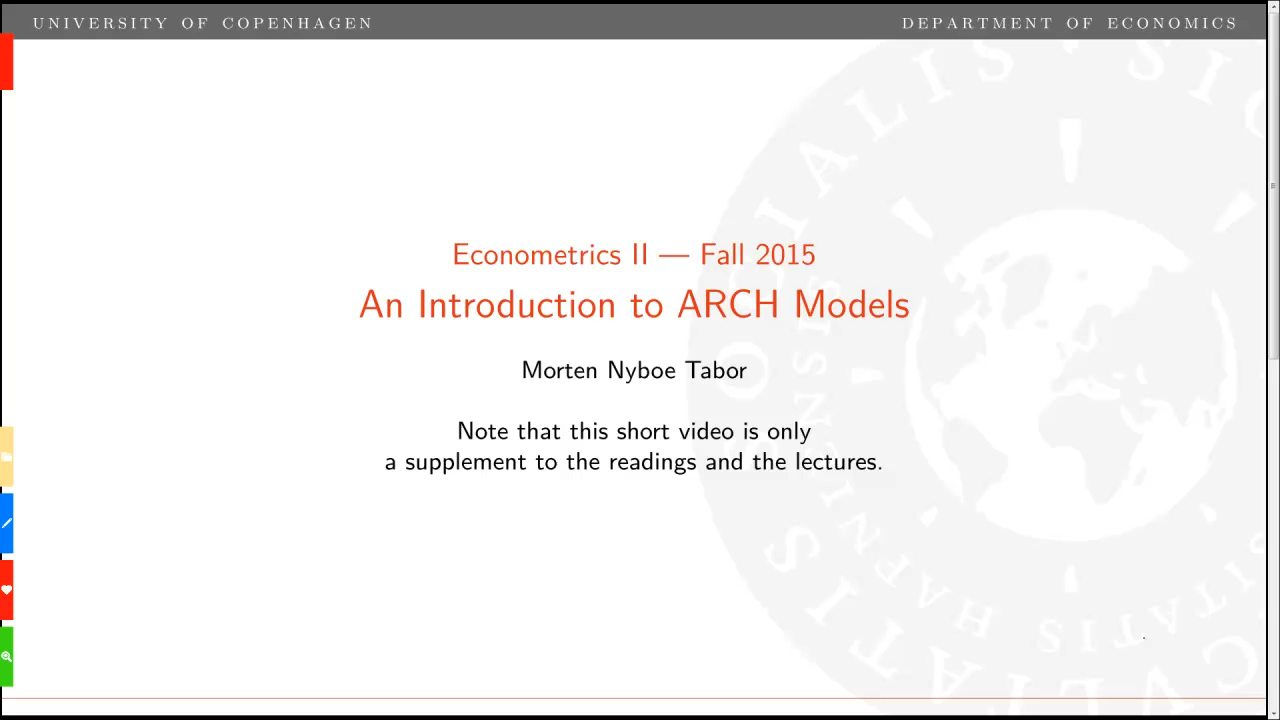 UNIVERSITY OF COPENHAGEN
DEPARTMENT OF ECONOMICS
Econometrics II — Fall 2015
An Introduction to ARCH Models
Morten Nyboe Tabor
Note that this short video is only
a supplement to the readings and the lectures.